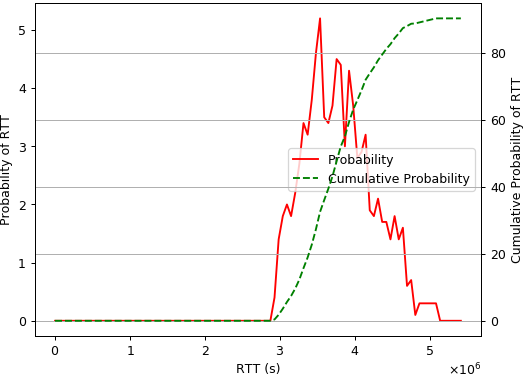 Probability of RTT
5
4
3
2
1
0
80
60
40
20
0
Cumulative Probability of RTT
Probability
Cumulative Probability
0 1 2 3 4 5
RTT (s)
×10⁶